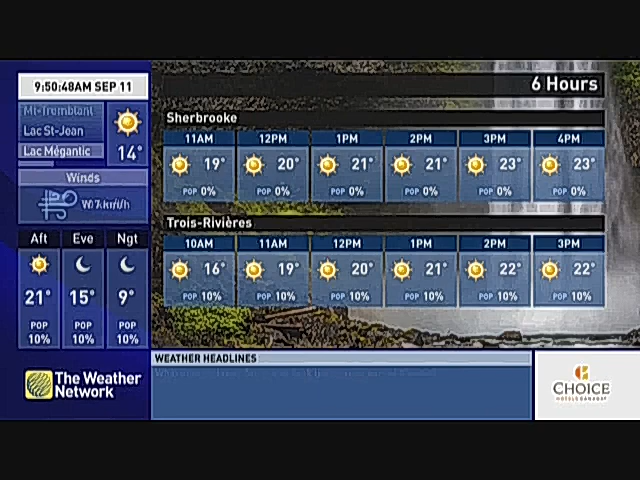 9:50:48AM SEP 11
6 Hours
Mt-Tremblant
Lac St-Jean
Lac Mégantic
14°
Winds
W 7 km/h
Aft Eve Ngt
21° 15° 9°
POP POP POP
10% 10% 10%
Sherbrooke
11AM 12PM 1PM 2PM 3PM 4PM
19° 20° 21° 21° 23° 23°
POP 0% POP 0% POP 0% POP 0% POP 0% POP 0%
Trois-Rivières
10AM 11AM 12PM 1PM 2PM 3PM
16° 19° 20° 21° 22° 22°
POP 10% POP 10% POP 10% POP 10% POP 10% POP 10%
The Weather
Network
WEATHER HEADLINES
CHOICE
HOTELS CANADA